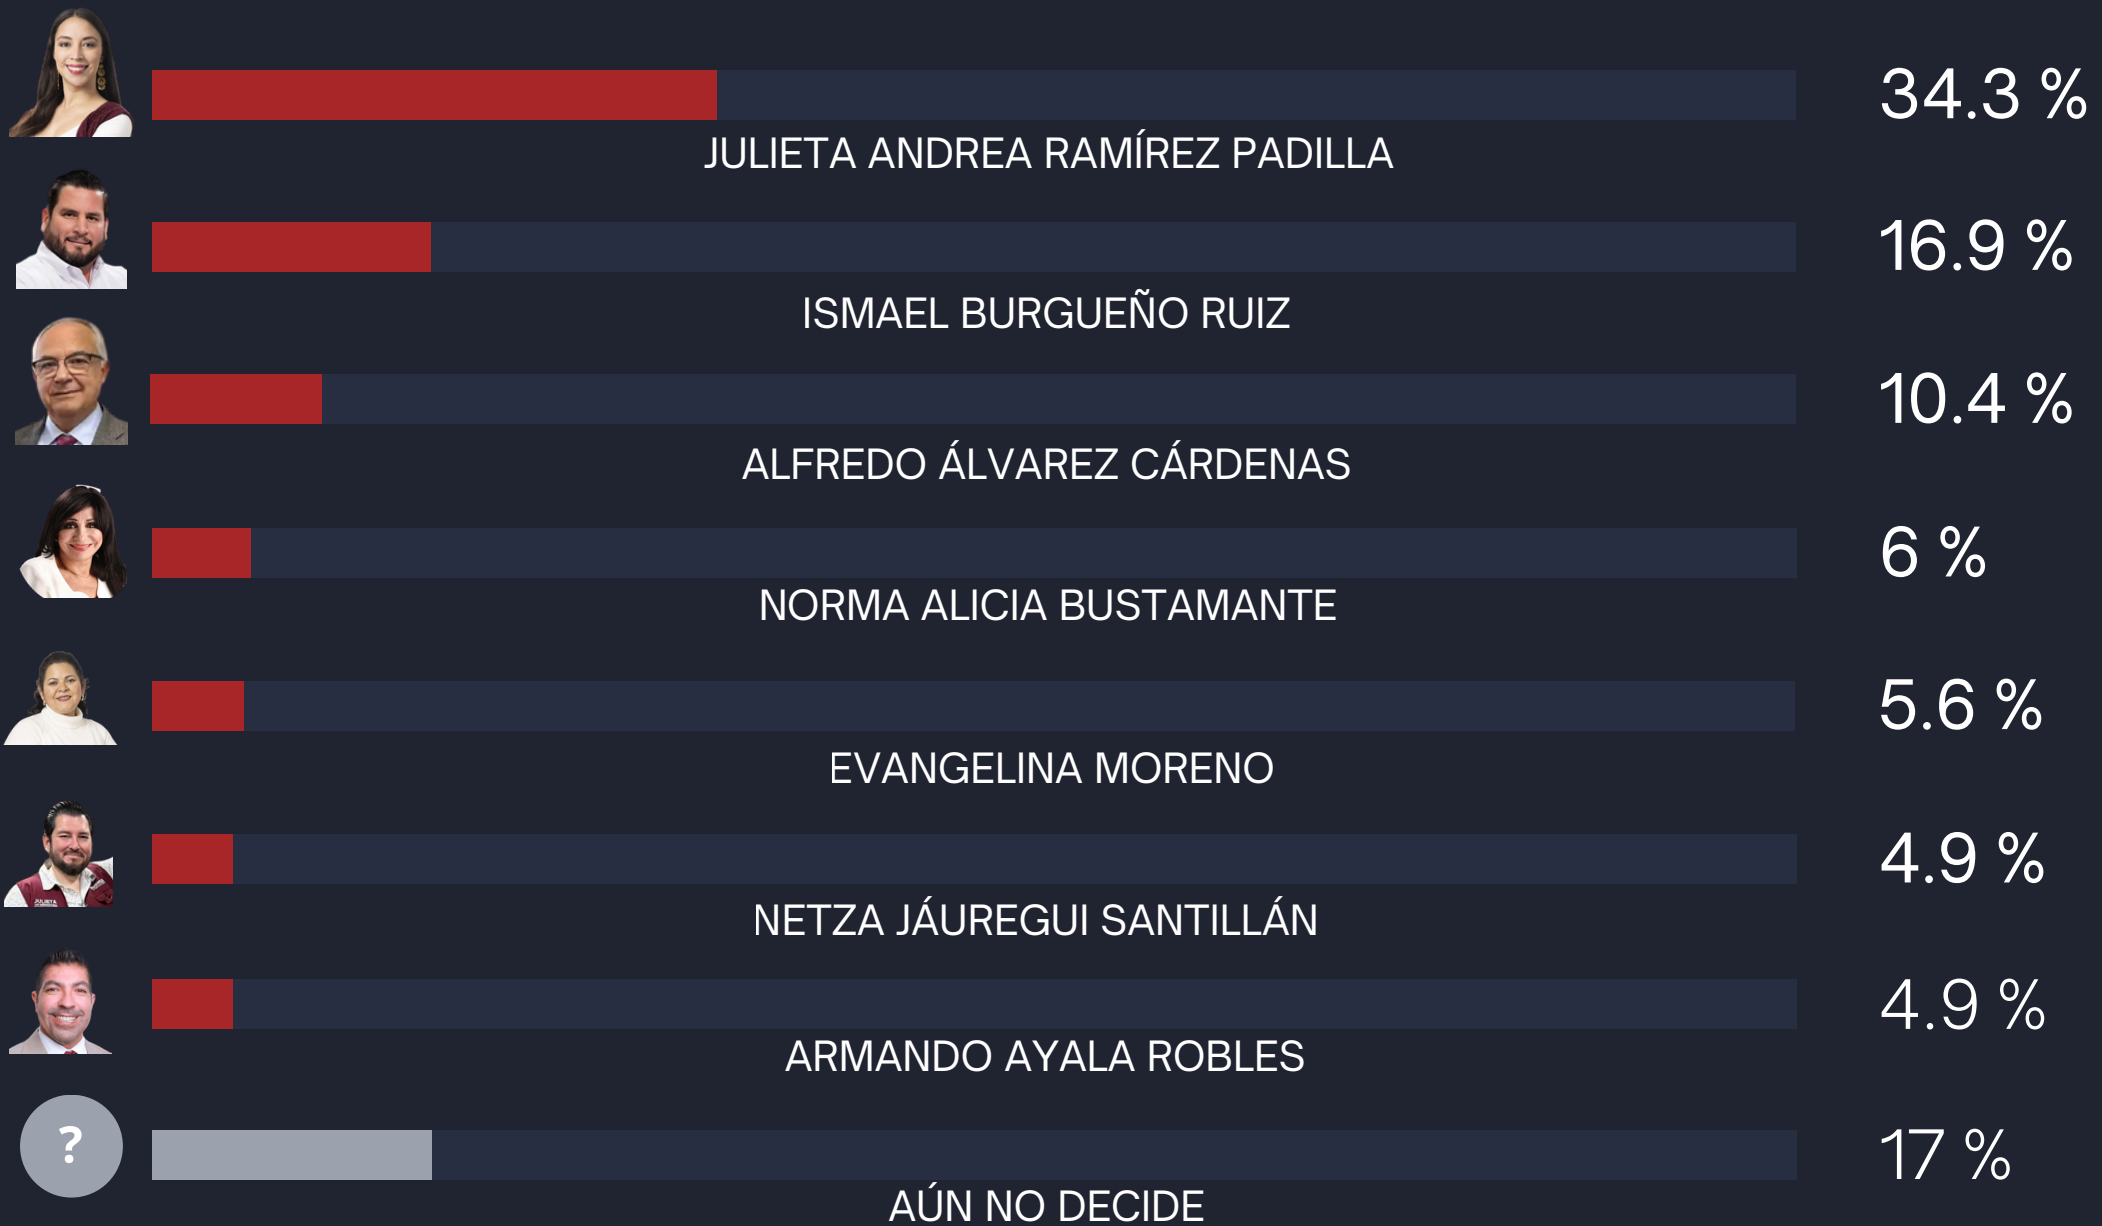 34.3 %
JULIETA ANDREA RAMÍREZ PADILLA
16.9 %
ISMAEL BURGUEÑO RUIZ
10.4 %
ALFREDO ÁLVAREZ CÁRDENAS
6 %
NORMA ALICIA BUSTAMANTE
5.6 %
EVANGELINA MORENO
4.9 %
JULIETA
NETZA JÁUREGUI SANTILLÁN
4.9 %
ARMANDO AYALA ROBLES
?
17 %
AÚN NO DECIDE